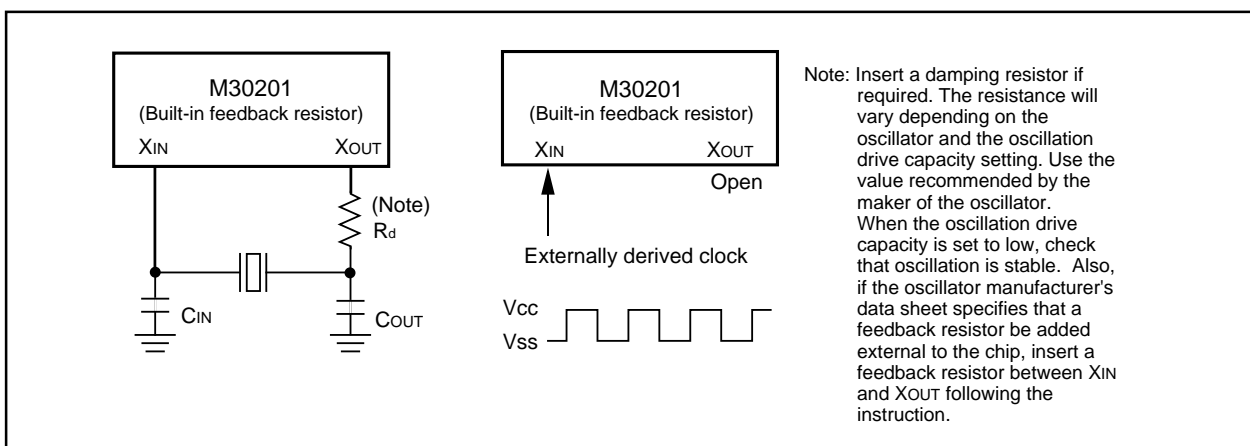 M30201
(Built-in feedback resistor)
XIN XOUT
(Note)
Rd
CIN
COUT
M30201
(Built-in feedback resistor)
XIN XOUT
Open
Externally derived clock
Vcc
Vss
Note: Insert a damping resistor if
required. The resistance will
vary depending on the
oscillator and the oscillation
drive capacity setting. Use the
value recommended by the
maker of the oscillator.
When the oscillation drive
capacity is set to low, check
that oscillation is stable. Also,
if the oscillator manufacturer's
data sheet specifies that a
feedback resistor be added
external to the chip, insert a
feedback resistor between XIN
and XOUT following the
instruction.